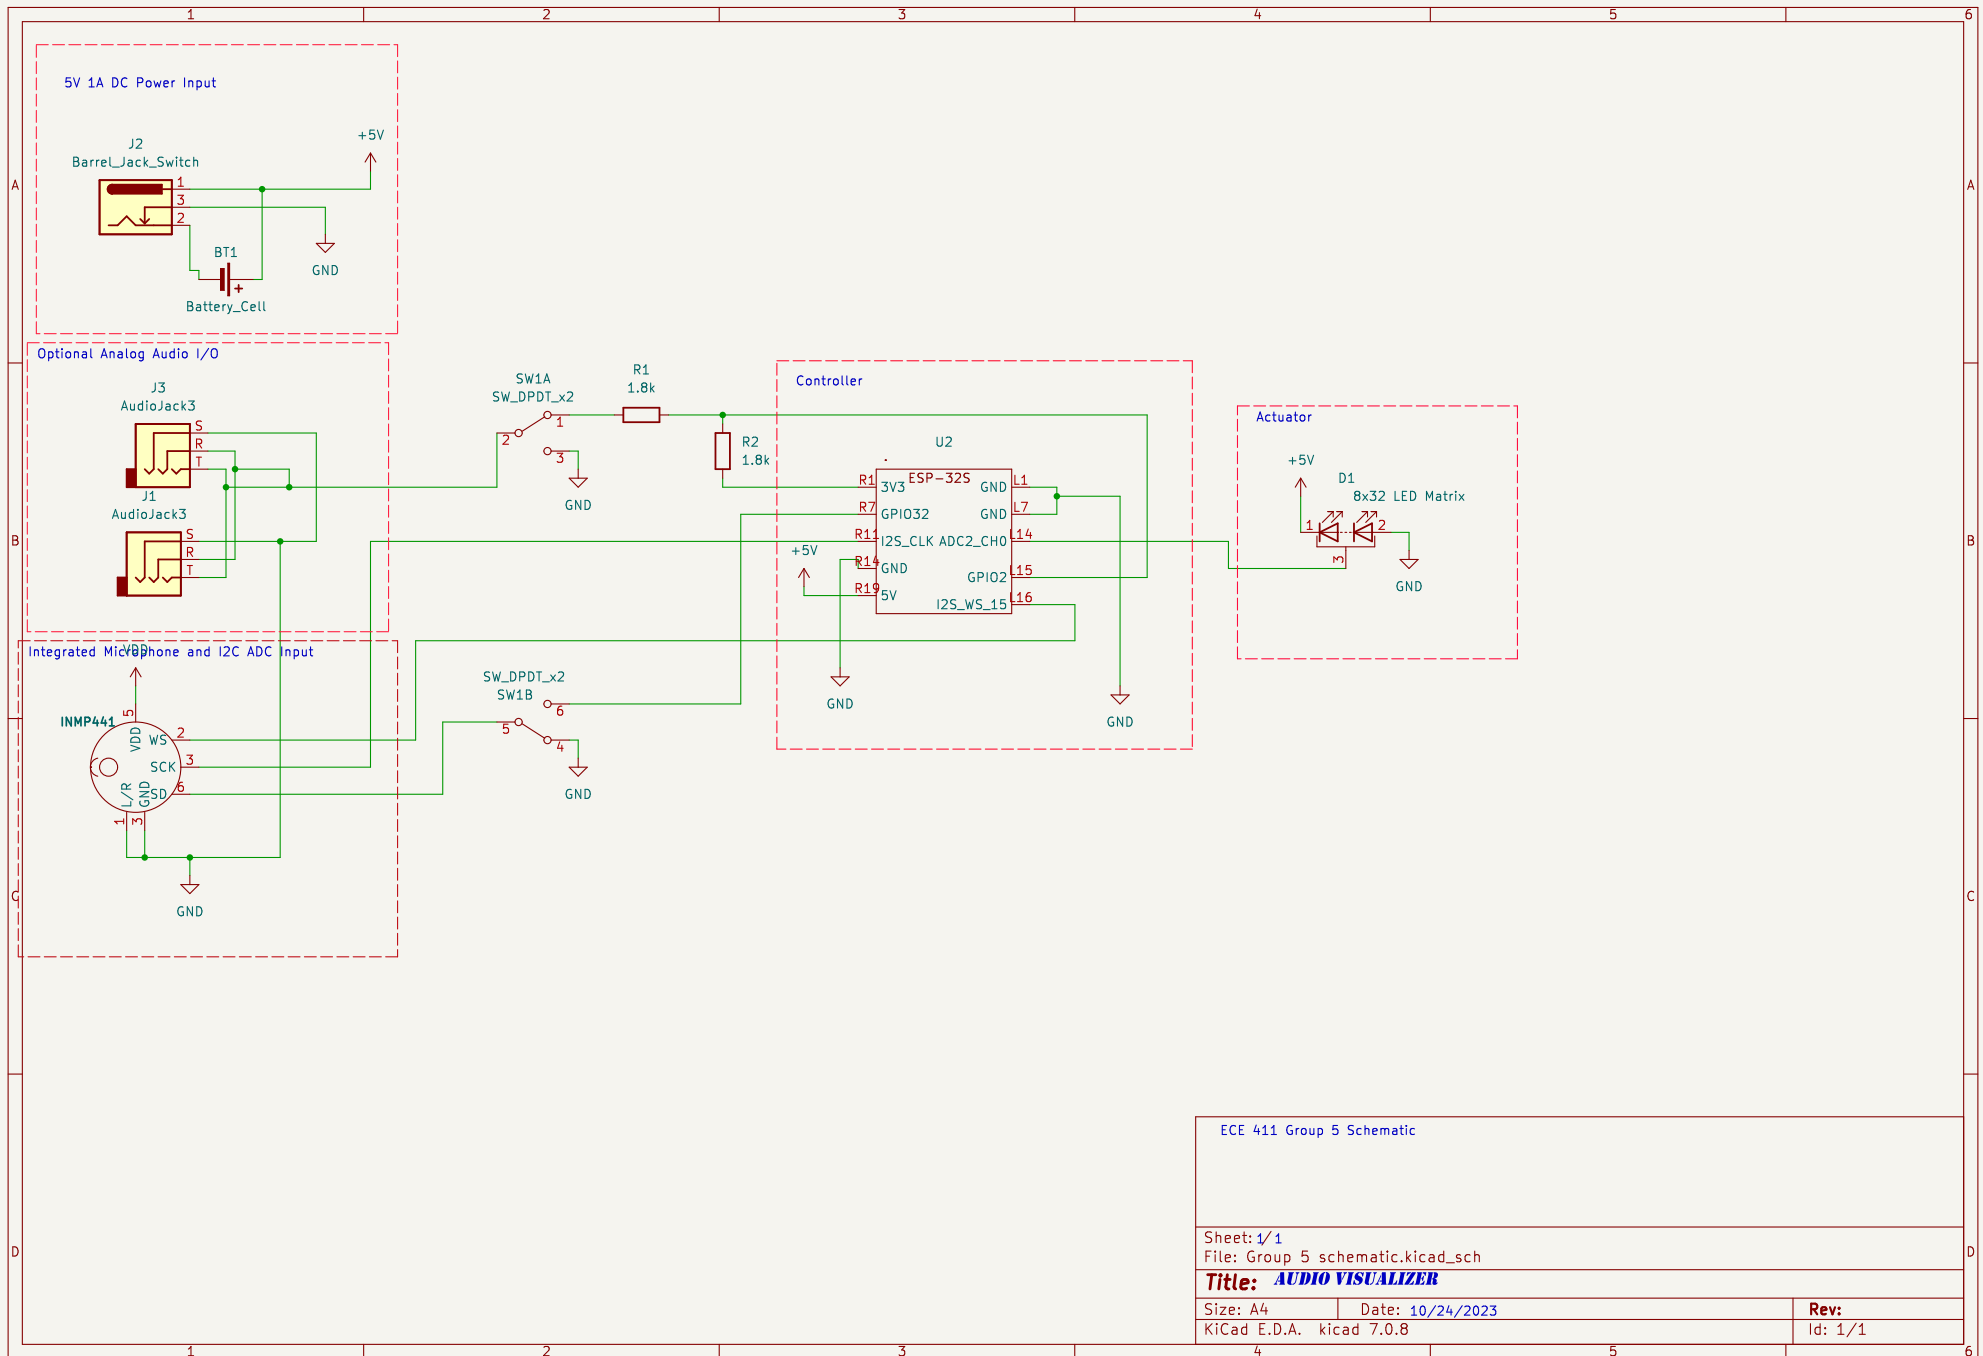 1 2 3 4 5 6
A A
B B
C C
D D
1 2 3 4 5 6
5V 1A DC Power Input
+5V
J2
Barrel_Jack_Switch
1
3
2
BT1
+
Battery_Cell
GND
Optional Analog Audio I/O
J3
AudioJack3
S
R
T
J1
AudioJack3
S
R
T
SW1A
SW_DPDT_x2
1
2
3
GND
R1
1.8k
R2
1.8k
Controller
U2
ESP-32S
R1 3V3 GND L1
R7 GPIO32 GND L7
R11 I2S_CLK ADC2_CH0 L14
R14 GND
GPIO2 L15
R19 5V
I2S_WS_15 L16
+5V
GND
GND
Actuator
+5V
D1
8x32 LED Matrix
1 2
3
GND
Integrated Microphone and I2C ADC Input
VDD
INMP441
5
VDD
WS 2
SCK 3
SD 6
L/R
GND
1 3
GND
SW_DPDT_x2
SW1B
6
5
4
GND
ECE 411 Group 5 Schematic
Sheet: 1/1
File: Group 5 schematic.kicad_sch
Title: AUDIO VISUALIZER
Size: A4 Date: 10/24/2023 Rev:
KiCad E.D.A. kicad 7.0.8 Id: 1/1